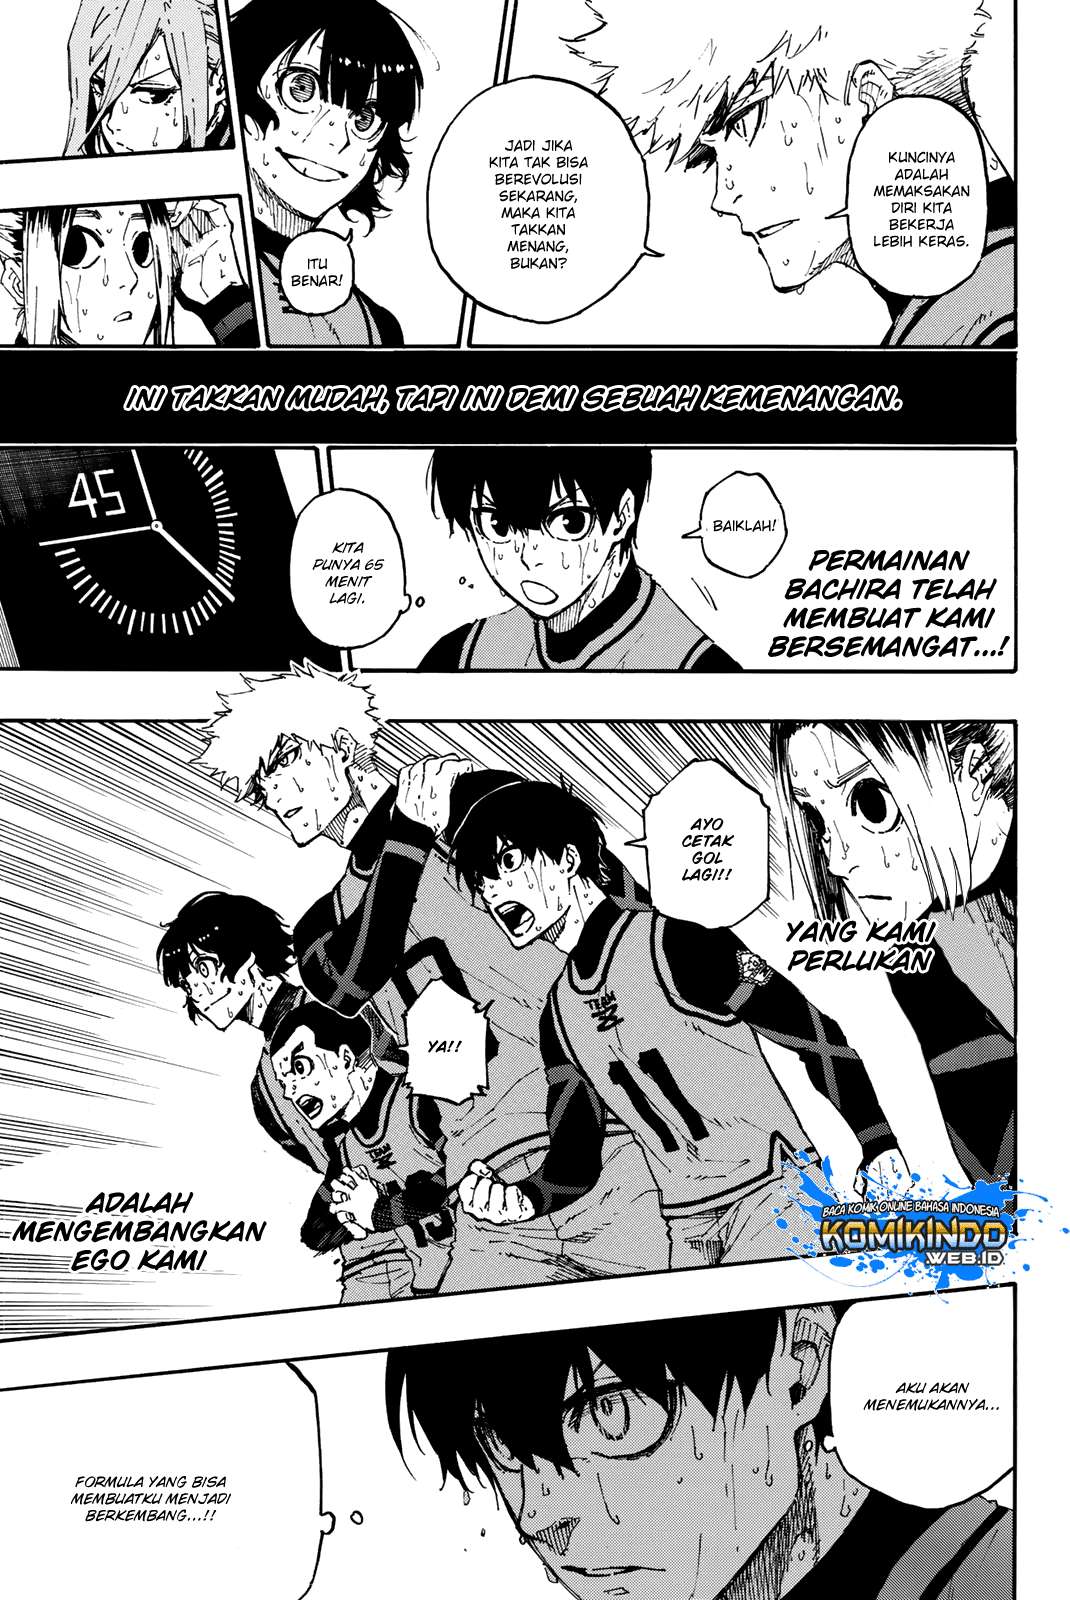 KUNCINYA
ADALAH
MEMAKSAKAN
DIRI KITA
BEKERJA
LEBIH KERAS.
JADI JIKA
KITA TAK BISA
BEREVOLUSI
SEKARANG,
MAKA KITA
TAKKAN
MENANG,
BUKAN?
ITU
BENAR!
INI TAKKAN MUDAH, TAPI INI DEMI SEBUAH KEMENANGAN.
BAIKLAH!
PERMAINAN
BACHIRA TELAH
MEMBUAT KAMI
BERSEMANGAT...!
KITA
PUNYA 65
MENIT
LAGI.
45
AYO
CETAK
GOL
LAGI!!
YANG KAMI
PERLUKAN
YA!!
TEAM
Z
11
TEAM
Z
ADALAH
MENGEMBANGKAN
EGO KAMI
BACA KOMIK ONLINE BAHASA INDONESIA
KOMIKINDO
WEB.ID
AKU AKAN
MENEMUKANNYA...
FORMULA YANG BISA
MEMBUATKU MENJADI
BERKEMBANG...!!